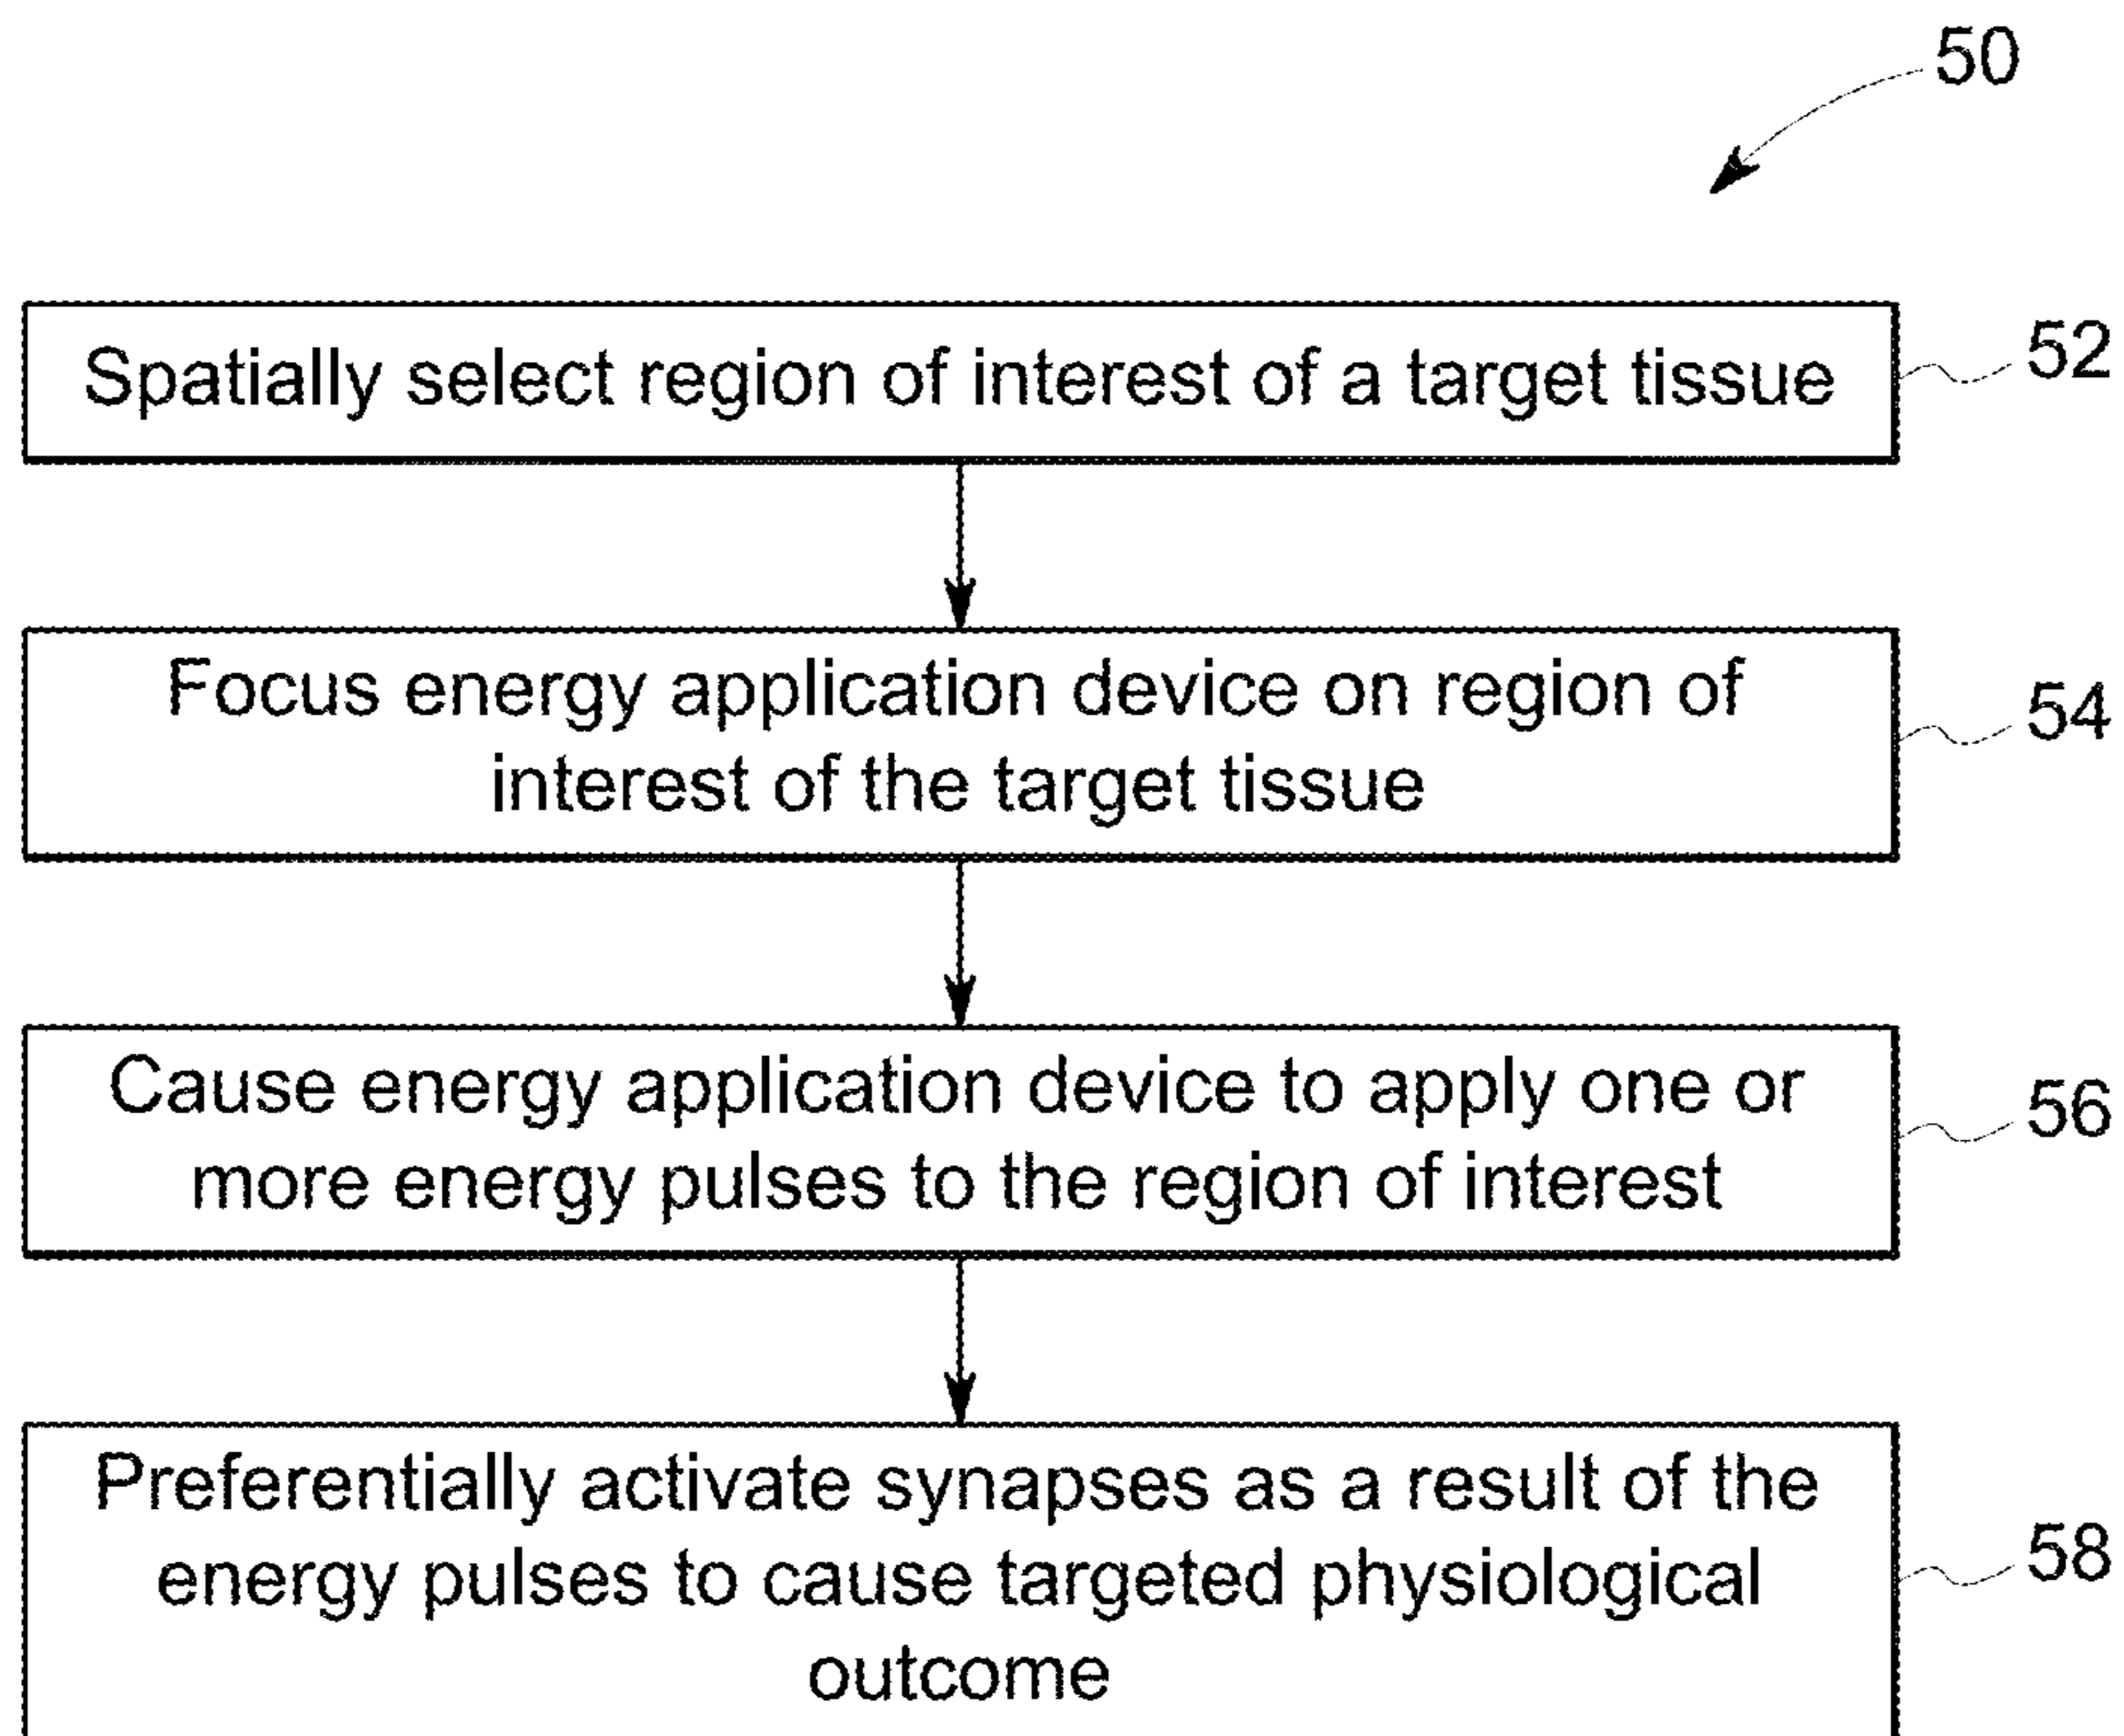 50
Spatially select region of interest of a target tissue
52
Focus energy application device on region of
interest of the target tissue
54
Cause energy application device to apply one or
more energy pulses to the region of interest
56
Preferentially activate synapses as a result of the
energy pulses to cause targeted physiological
outcome
58